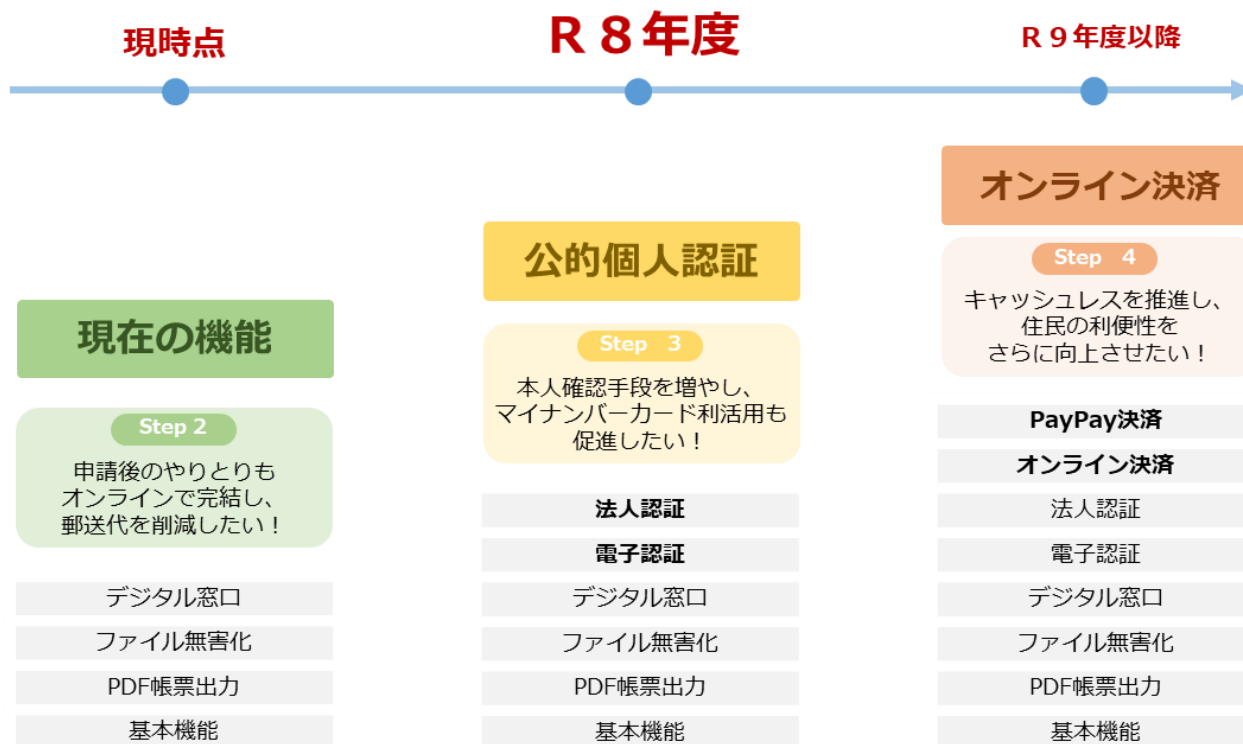 現時点
R8年度
R9年度以降
現在の機能
Step 2
申請後のやりとりも
オンラインで完結し、
郵送代を削減したい！
デジタル窓口
ファイル無害化
PDF帳票出力
基本機能
公的個人認証
Step 3
本人確認手段を増やし、
マイナンバーカード利活用も
促進したい！
法人認証
電子認証
デジタル窓口
ファイル無害化
PDF帳票出力
基本機能
オンライン決済
Step 4
キャッシュレスを推進し、
住民の利便性を
さらに向上させたい！
PayPay決済
オンライン決済
法人認証
電子認証
デジタル窓口
ファイル無害化
PDF帳票出力
基本機能